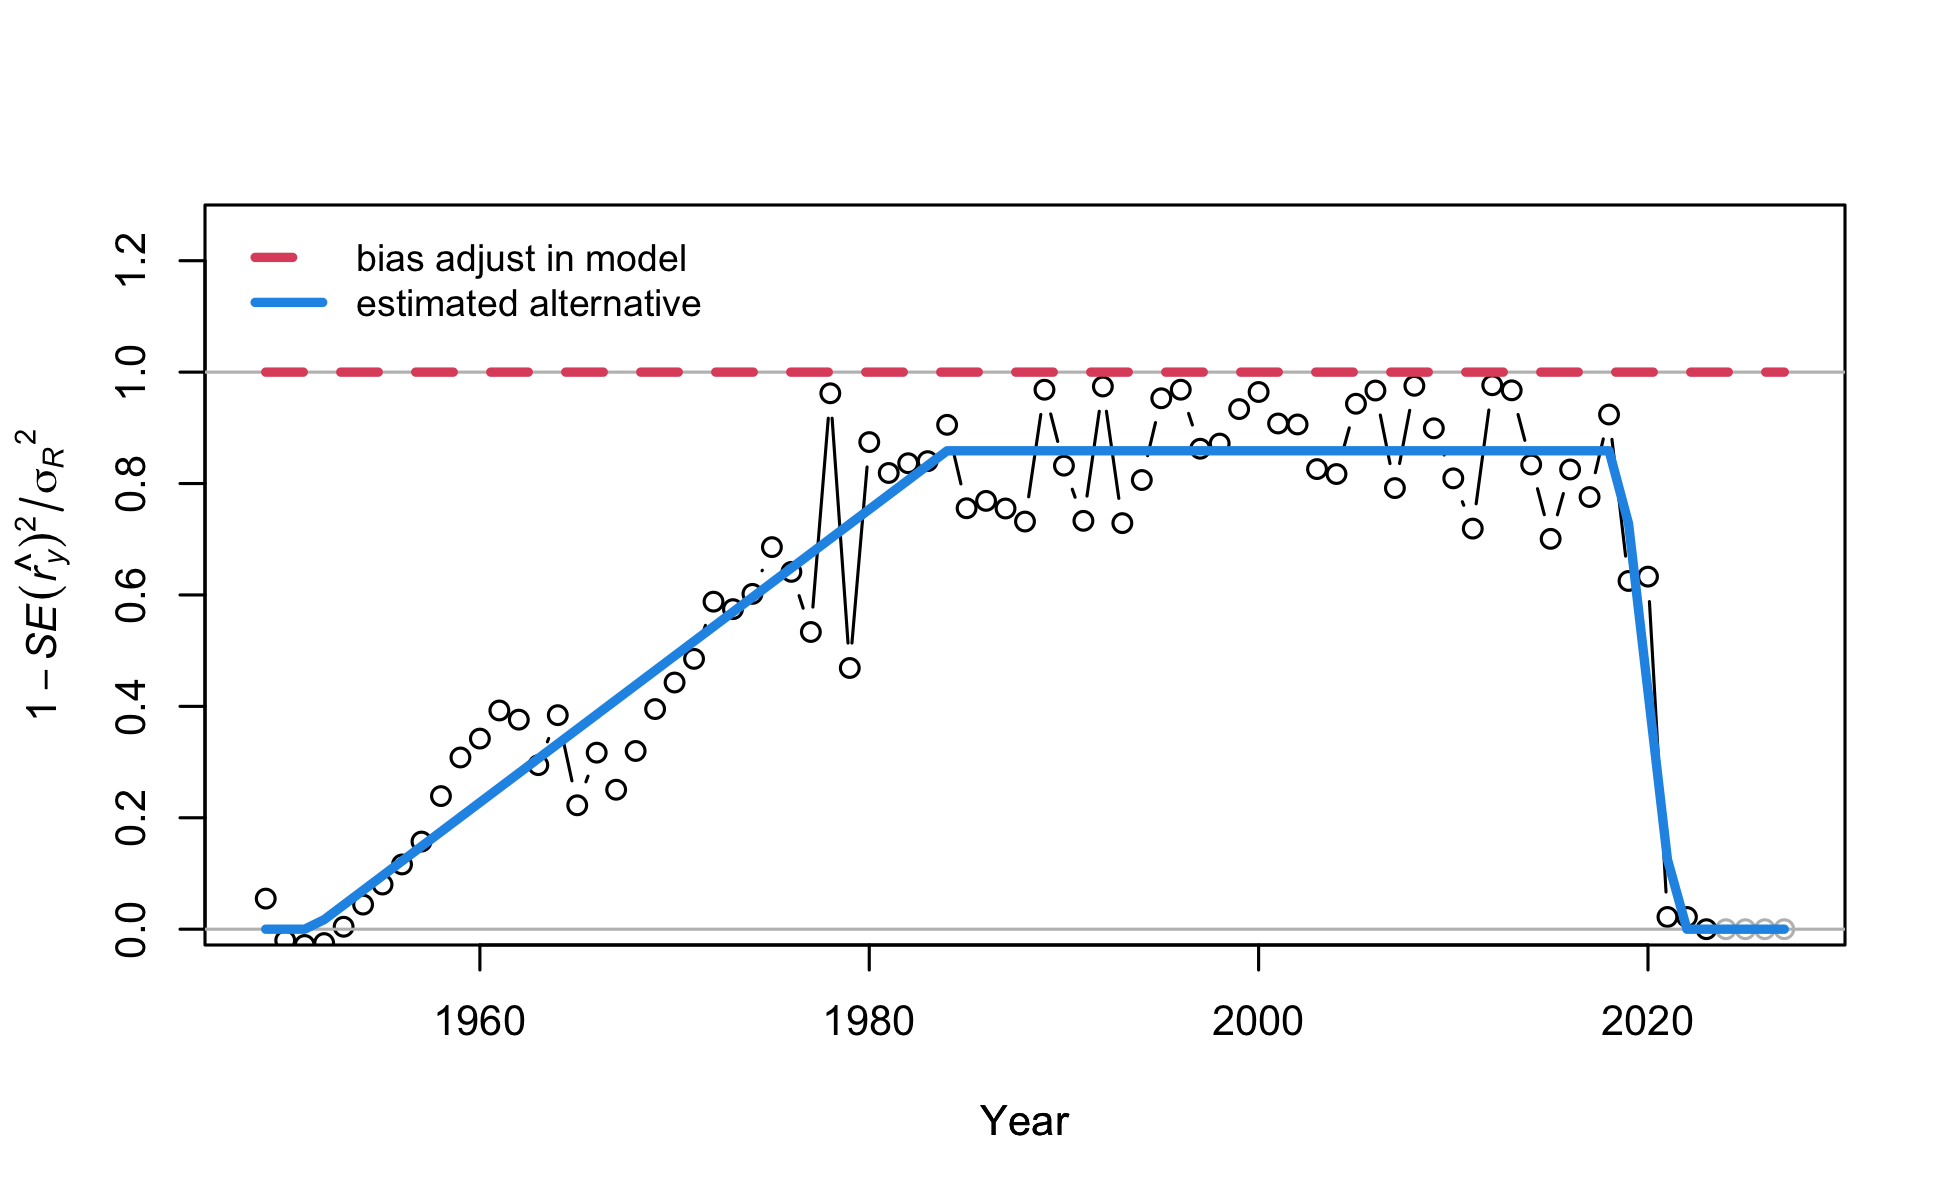 bias adjust in model
estimated alternative
1 − SE(r̂y)²/σR²
1.2
1.0
0.8
0.6
0.4
0.2
0.0
1960 1980 2000 2020
Year